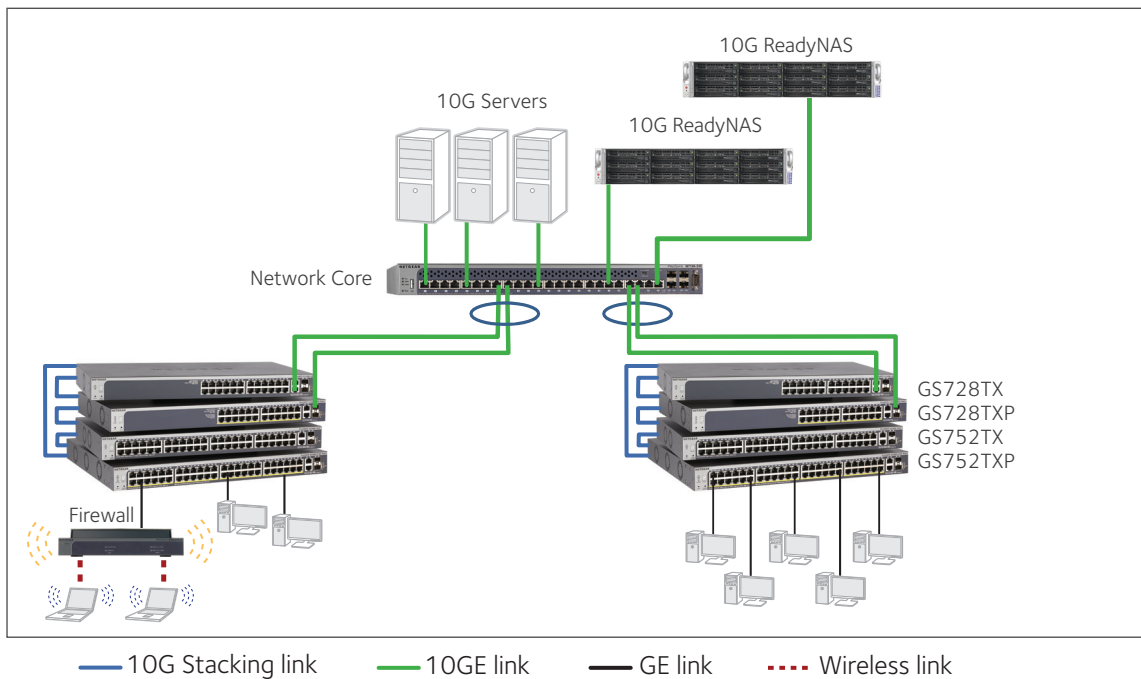 10G ReadyNAS
10G Servers
10G ReadyNAS
NETGEAR
Network Core
GS728TX
GS728TXP
GS752TX
GS752TXP
Firewall
10G Stacking link
10GE link
GE link
Wireless link